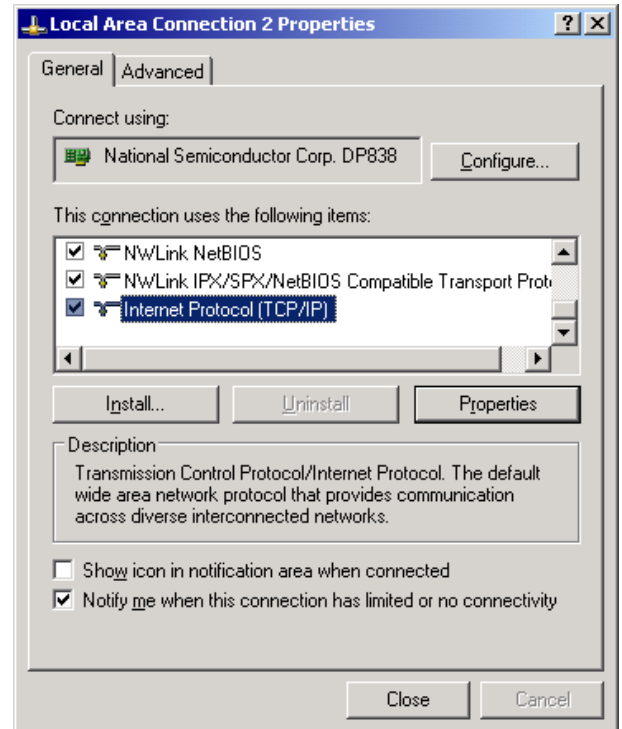 Local Area Connection 2 Properties
General Advanced
Connect using:
National Semiconductor Corp. DP838
Configure...
This connection uses the following items:
NWLink NetBIOS
NWLink IPX/SPX/NetBIOS Compatible Transport Proto
Internet Protocol (TCP/IP)
Install... Uninstall Properties
Description
Transmission Control Protocol/Internet Protocol. The default
wide area network protocol that provides communication
across diverse interconnected networks.
Show icon in notification area when connected
Notify me when this connection has limited or no connectivity
Close Cancel